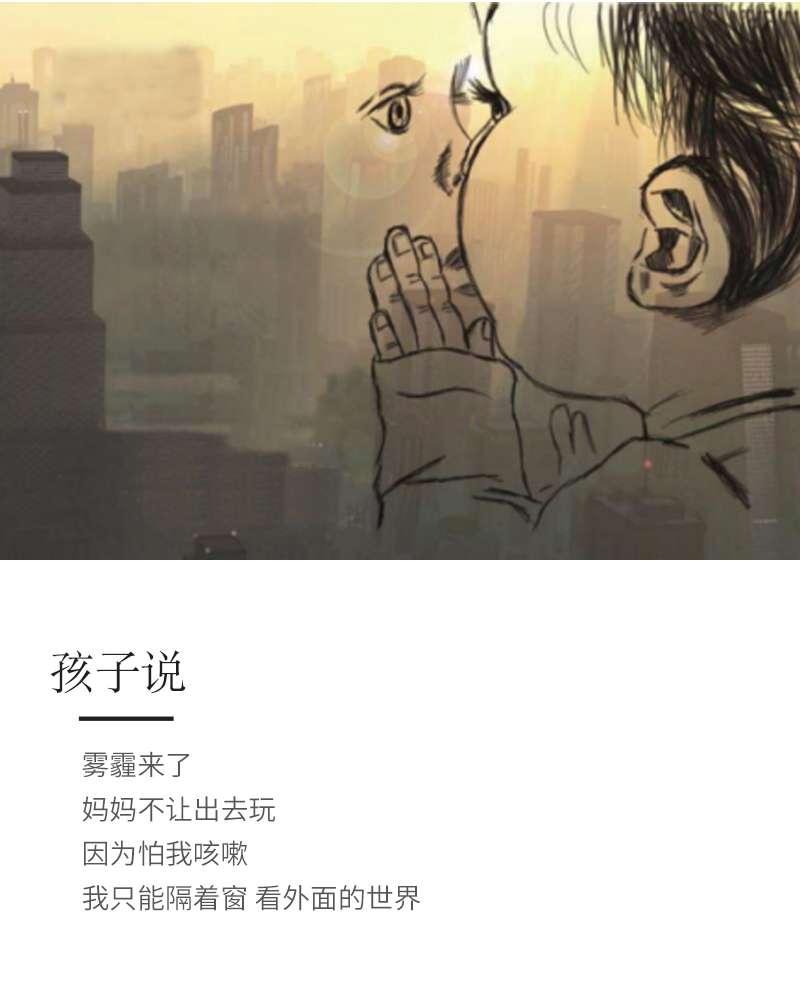 孩子说
雾霾来了
妈妈不让出去玩
因为怕我咳嗽
我只能隔着窗 看外面的世界